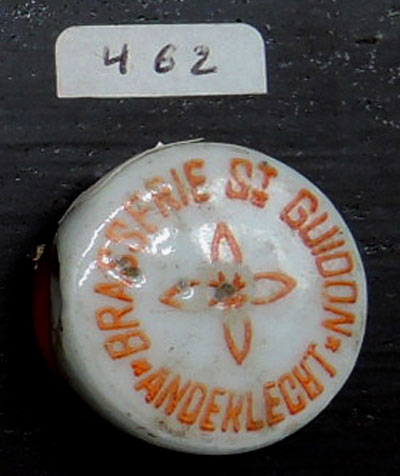 462
BRASSERIE ST GUIDON
* ANDERLECHT *